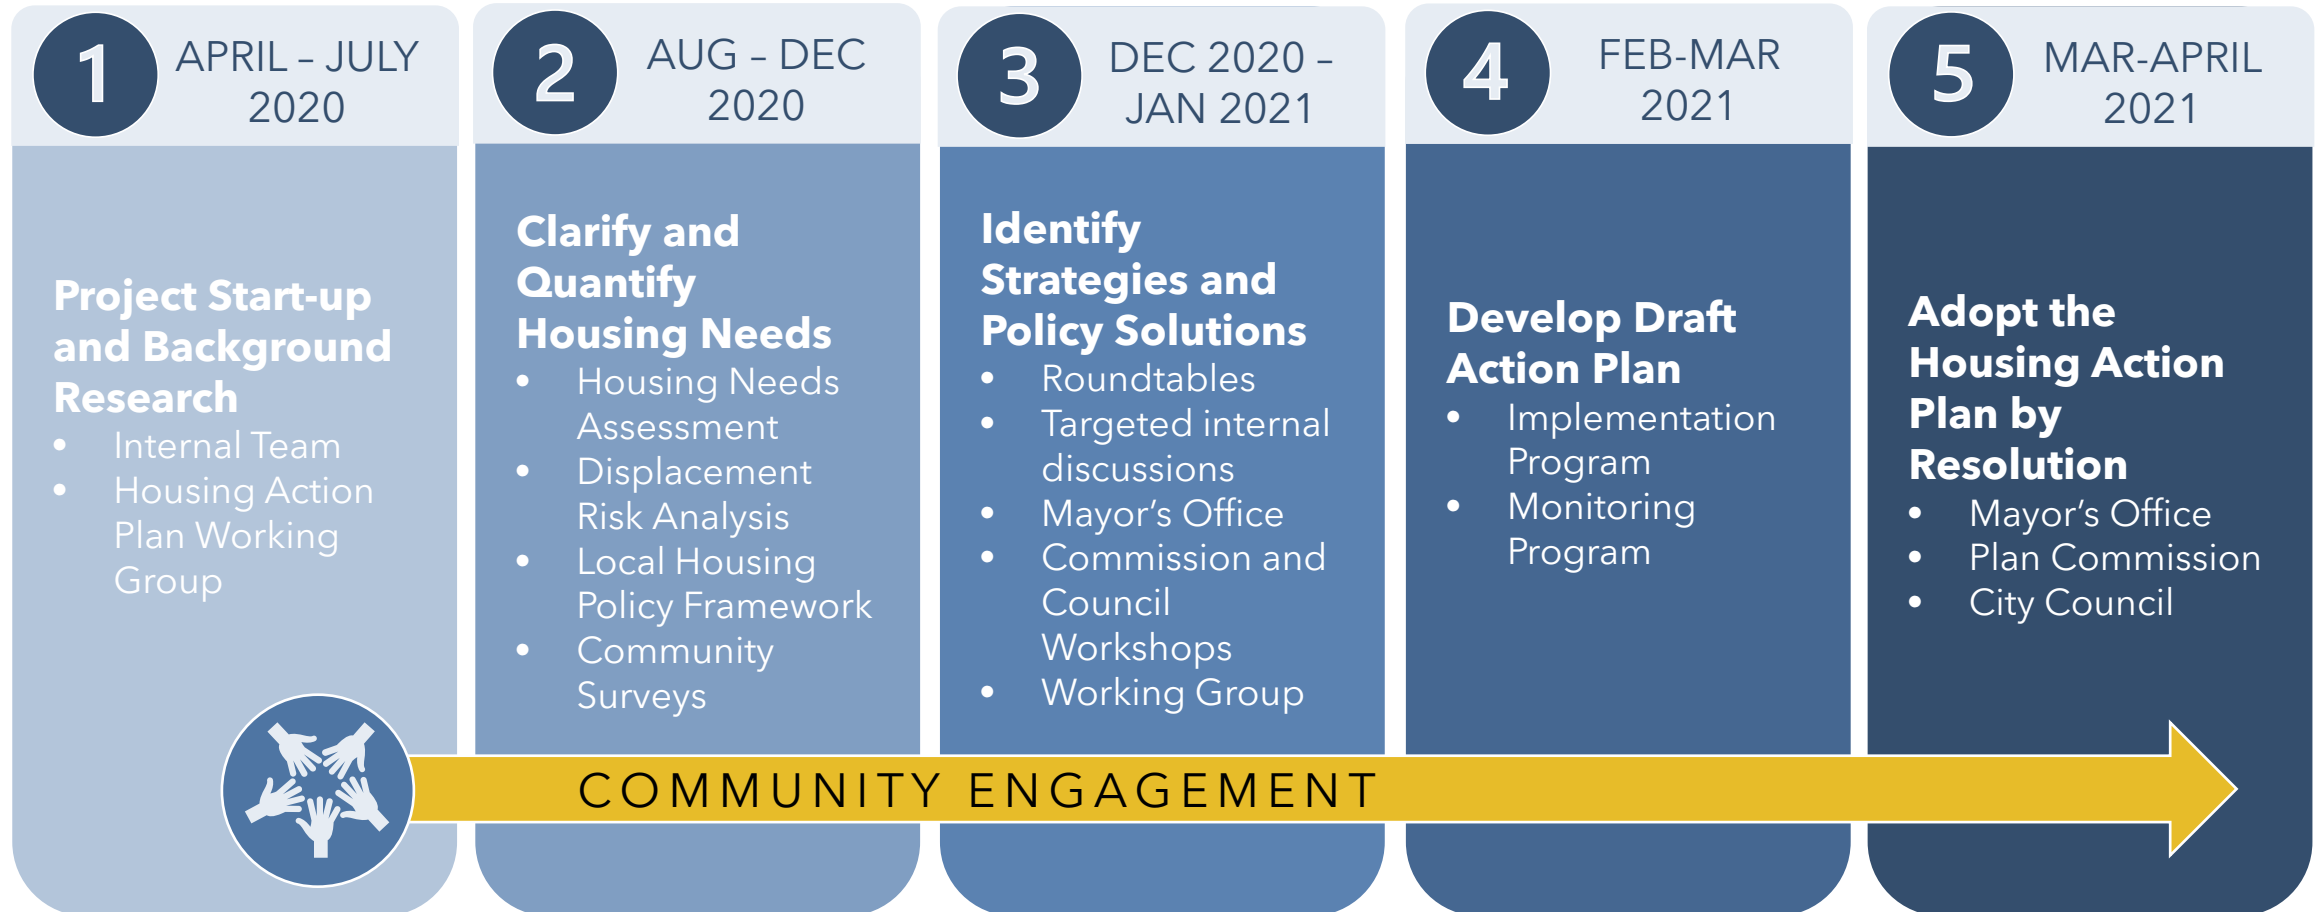 1
APRIL – JULY
2020
Project Start-up
and Background
Research
• Internal Team
• Housing Action
Plan Working
Group
2
AUG – DEC
2020
Clarify and
Quantify
Housing Needs
• Housing Needs
Assessment
• Displacement
Risk Analysis
• Local Housing
Policy Framework
• Community
Surveys
3
DEC 2020 –
JAN 2021
Identify
Strategies and
Policy Solutions
• Roundtables
• Targeted internal
discussions
• Mayor’s Office
• Commission and
Council
Workshops
• Working Group
4
FEB-MAR
2021
Develop Draft
Action Plan
• Implementation
Program
• Monitoring
Program
5
MAR-APRIL
2021
Adopt the
Housing Action
Plan by
Resolution
• Mayor’s Office
• Plan Commission
• City Council
COMMUNITY ENGAGEMENT